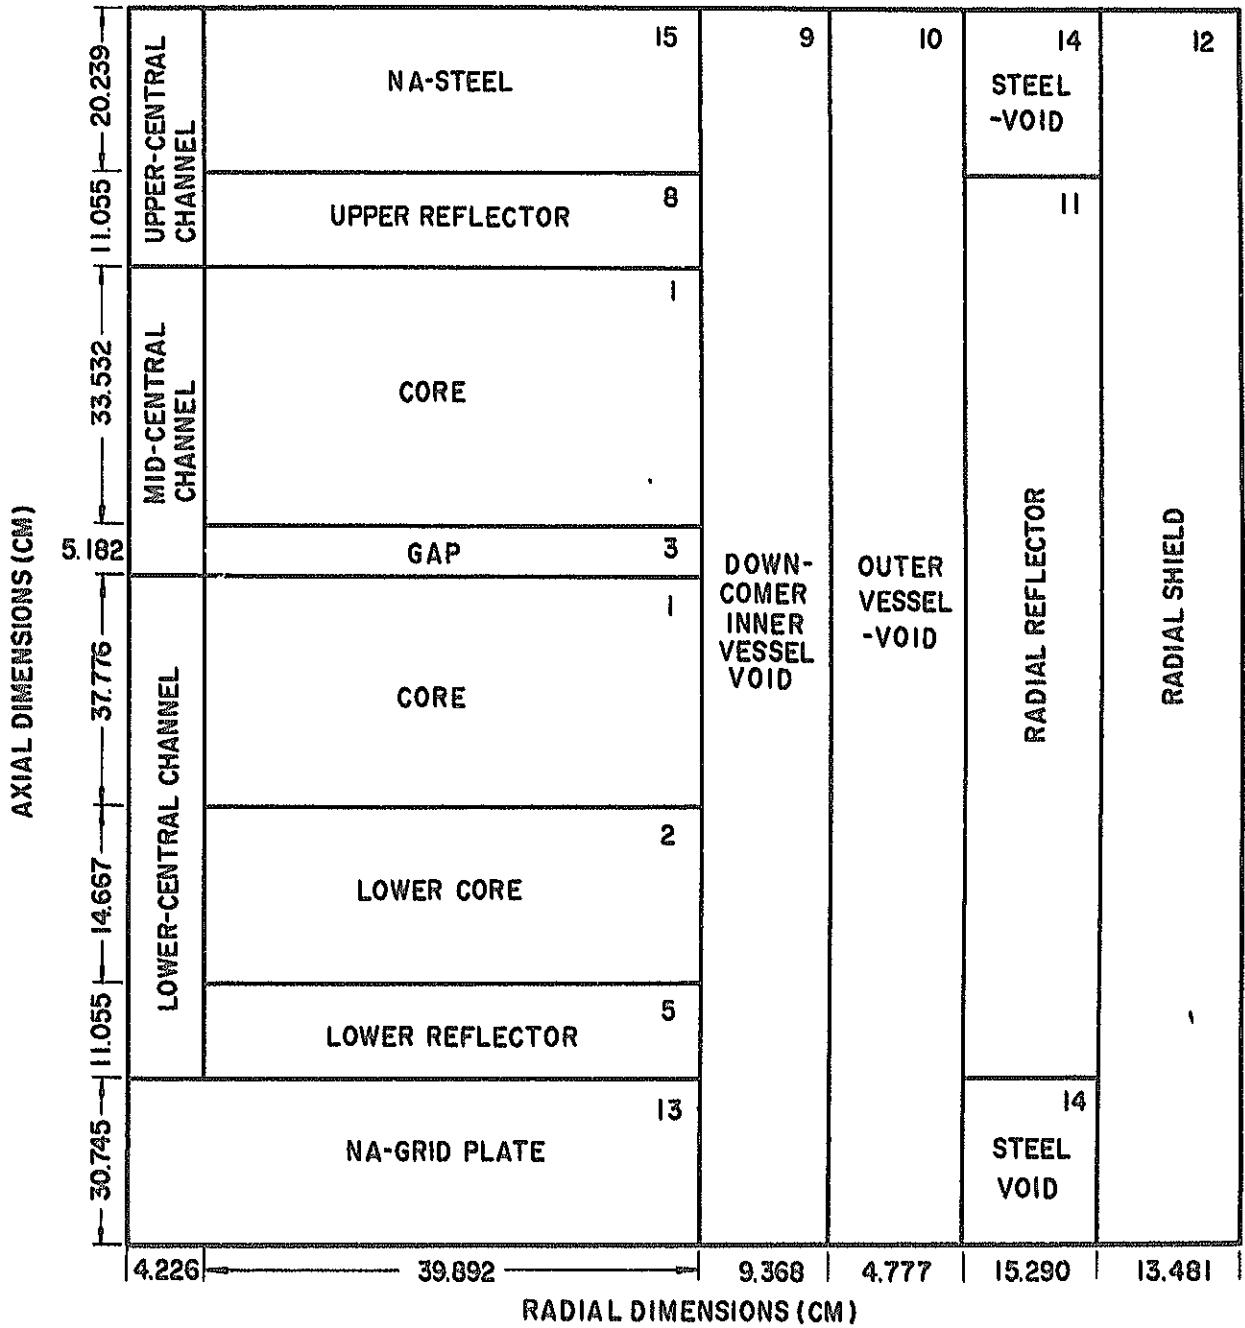 AXIAL DIMENSIONS (CM)
20.239
11.055
33.532
5.182
37.776
14.667
11.055
30.745
UPPER-CENTRAL
CHANNEL
MID-CENTRAL
CHANNEL
LOWER-CENTRAL CHANNEL
15
NA-STEEL
8
UPPER REFLECTOR
1
CORE
3
GAP
1
CORE
2
LOWER CORE
5
LOWER REFLECTOR
13
NA-GRID PLATE
9
DOWN-
COMER
INNER
VESSEL
VOID
10
OUTER
VESSEL
-VOID
14
STEEL
-VOID
11
RADIAL REFLECTOR
14
STEEL
VOID
12
RADIAL SHIELD
4.226
39.892
9.368
4.777
15.290
13.481
RADIAL DIMENSIONS (CM)